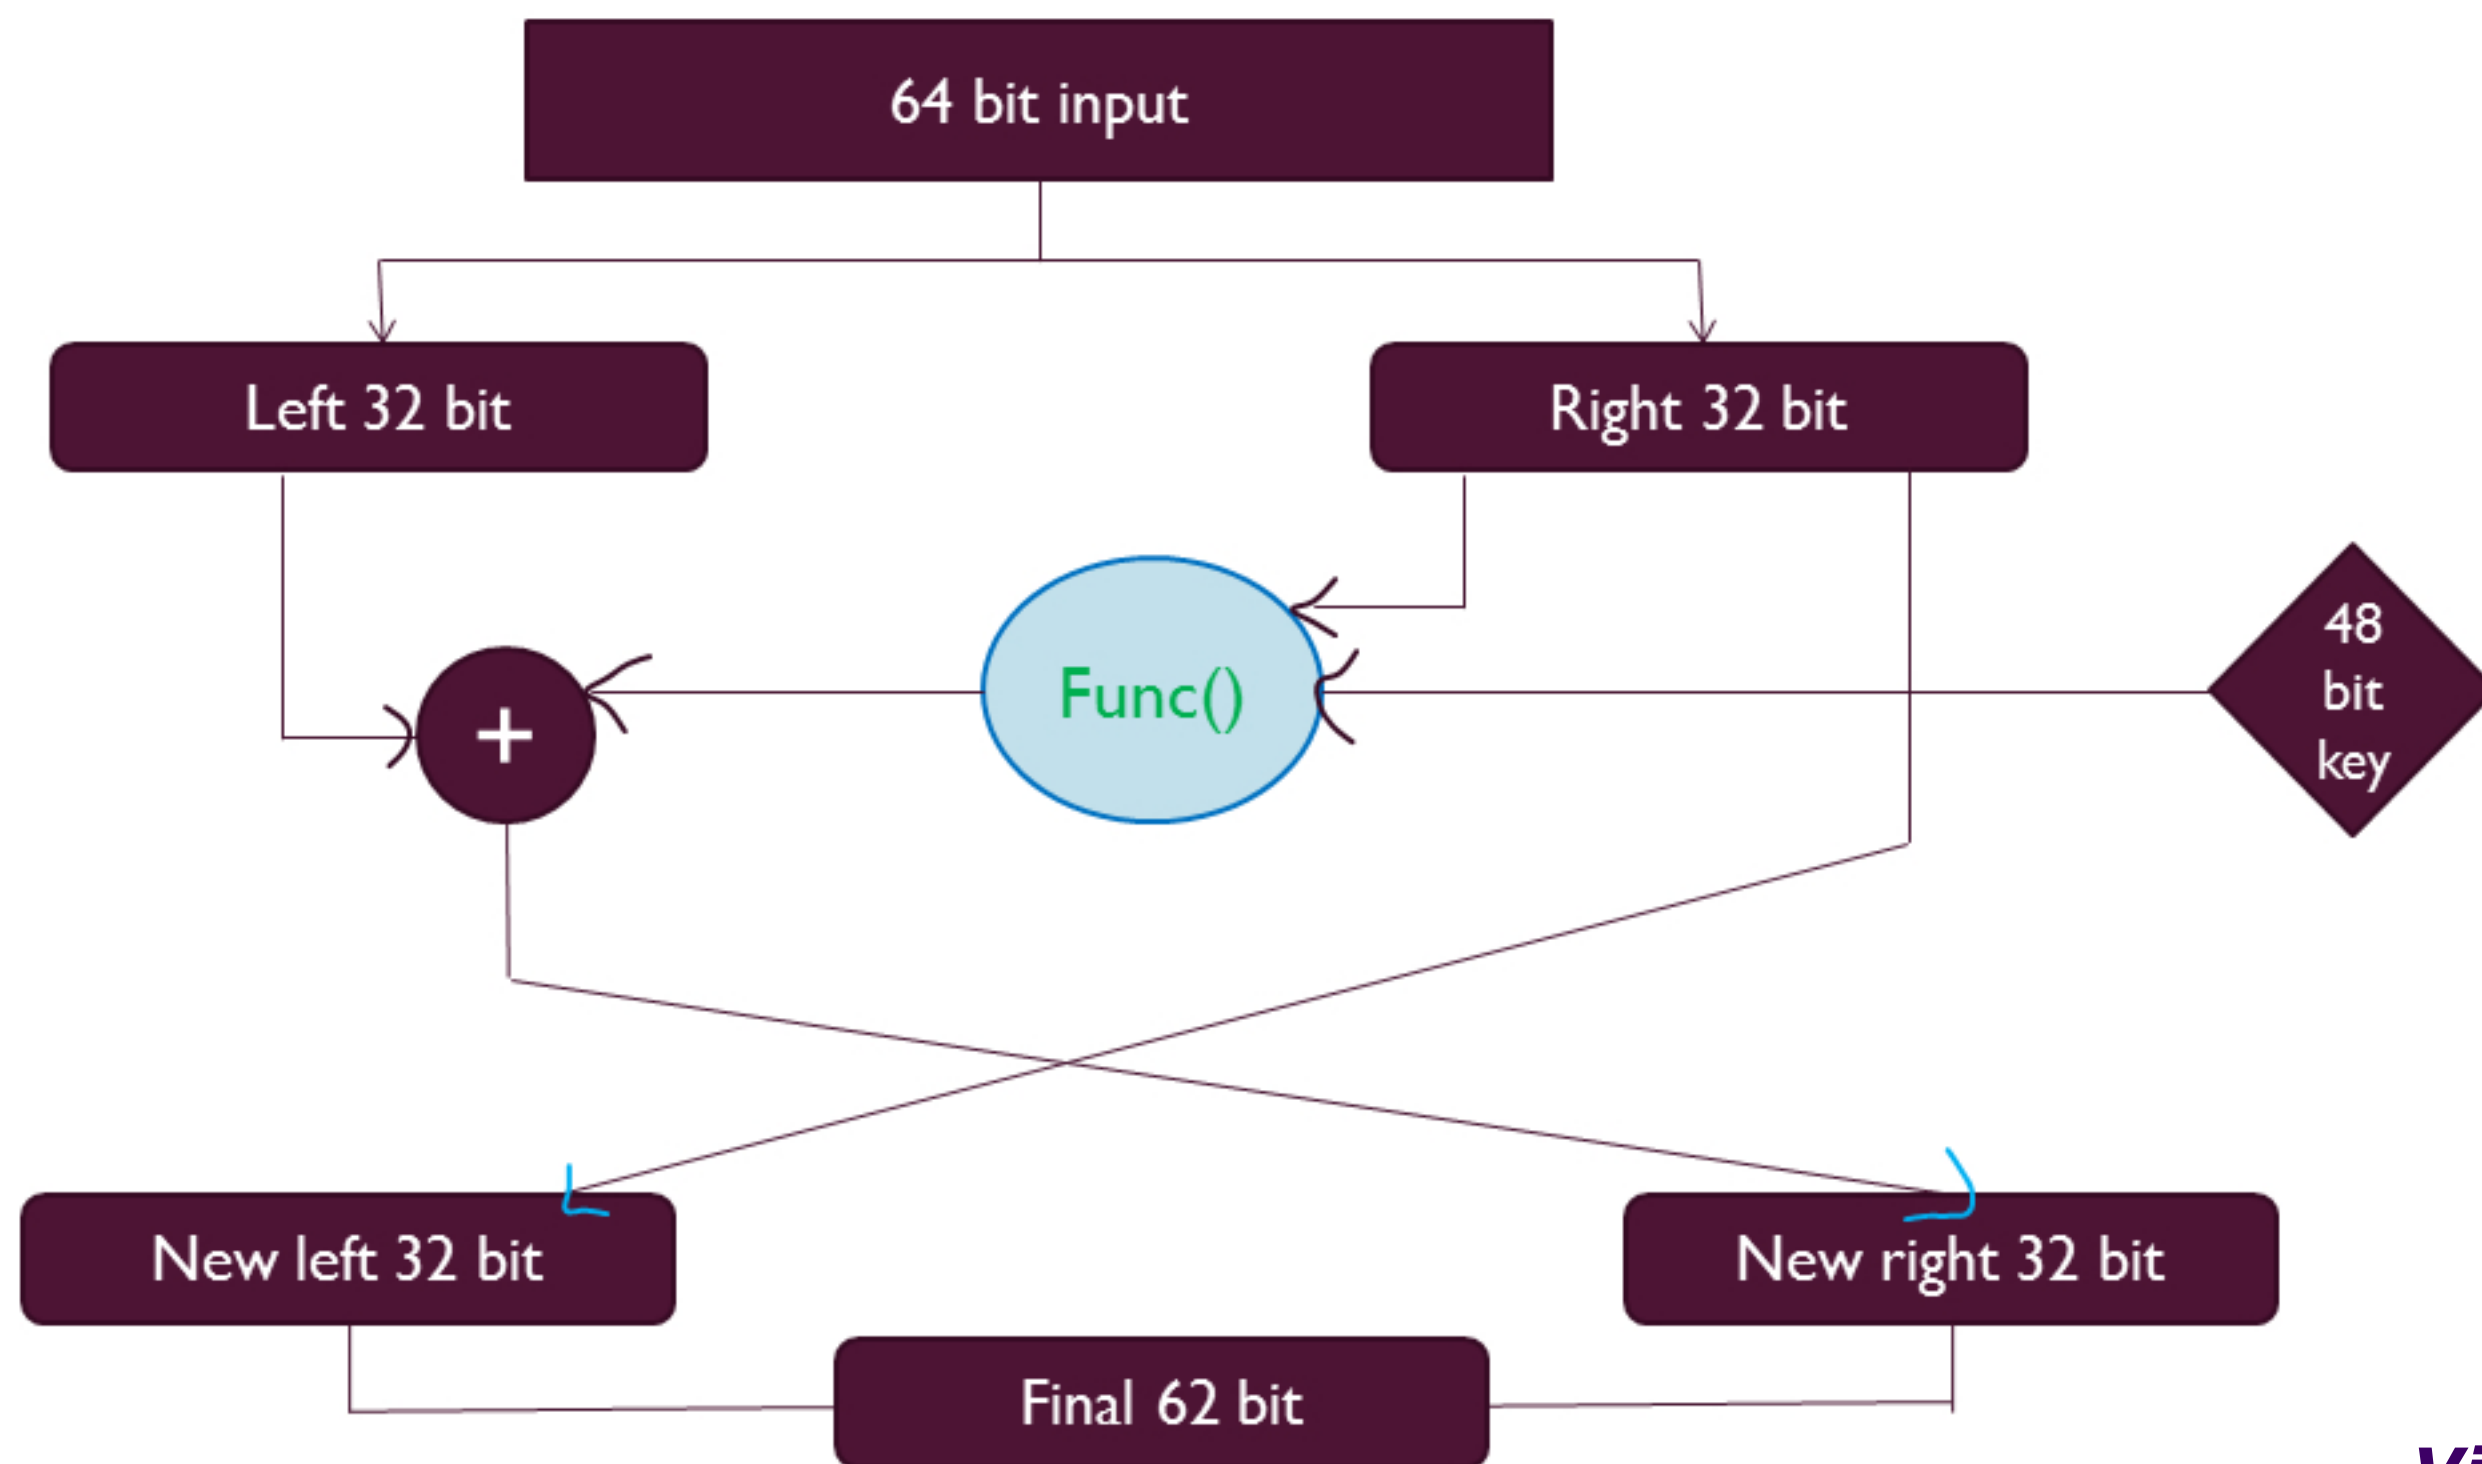 64 bit input
Left 32 bit
Right 32 bit
48
bit
key
Func()
+
New left 32 bit
New right 32 bit
Final 62 bit